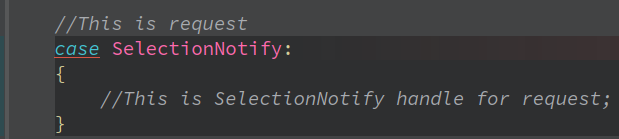 //This is request
case SelectionNotify:
{
//This is SelectionNotify handle for request;
}